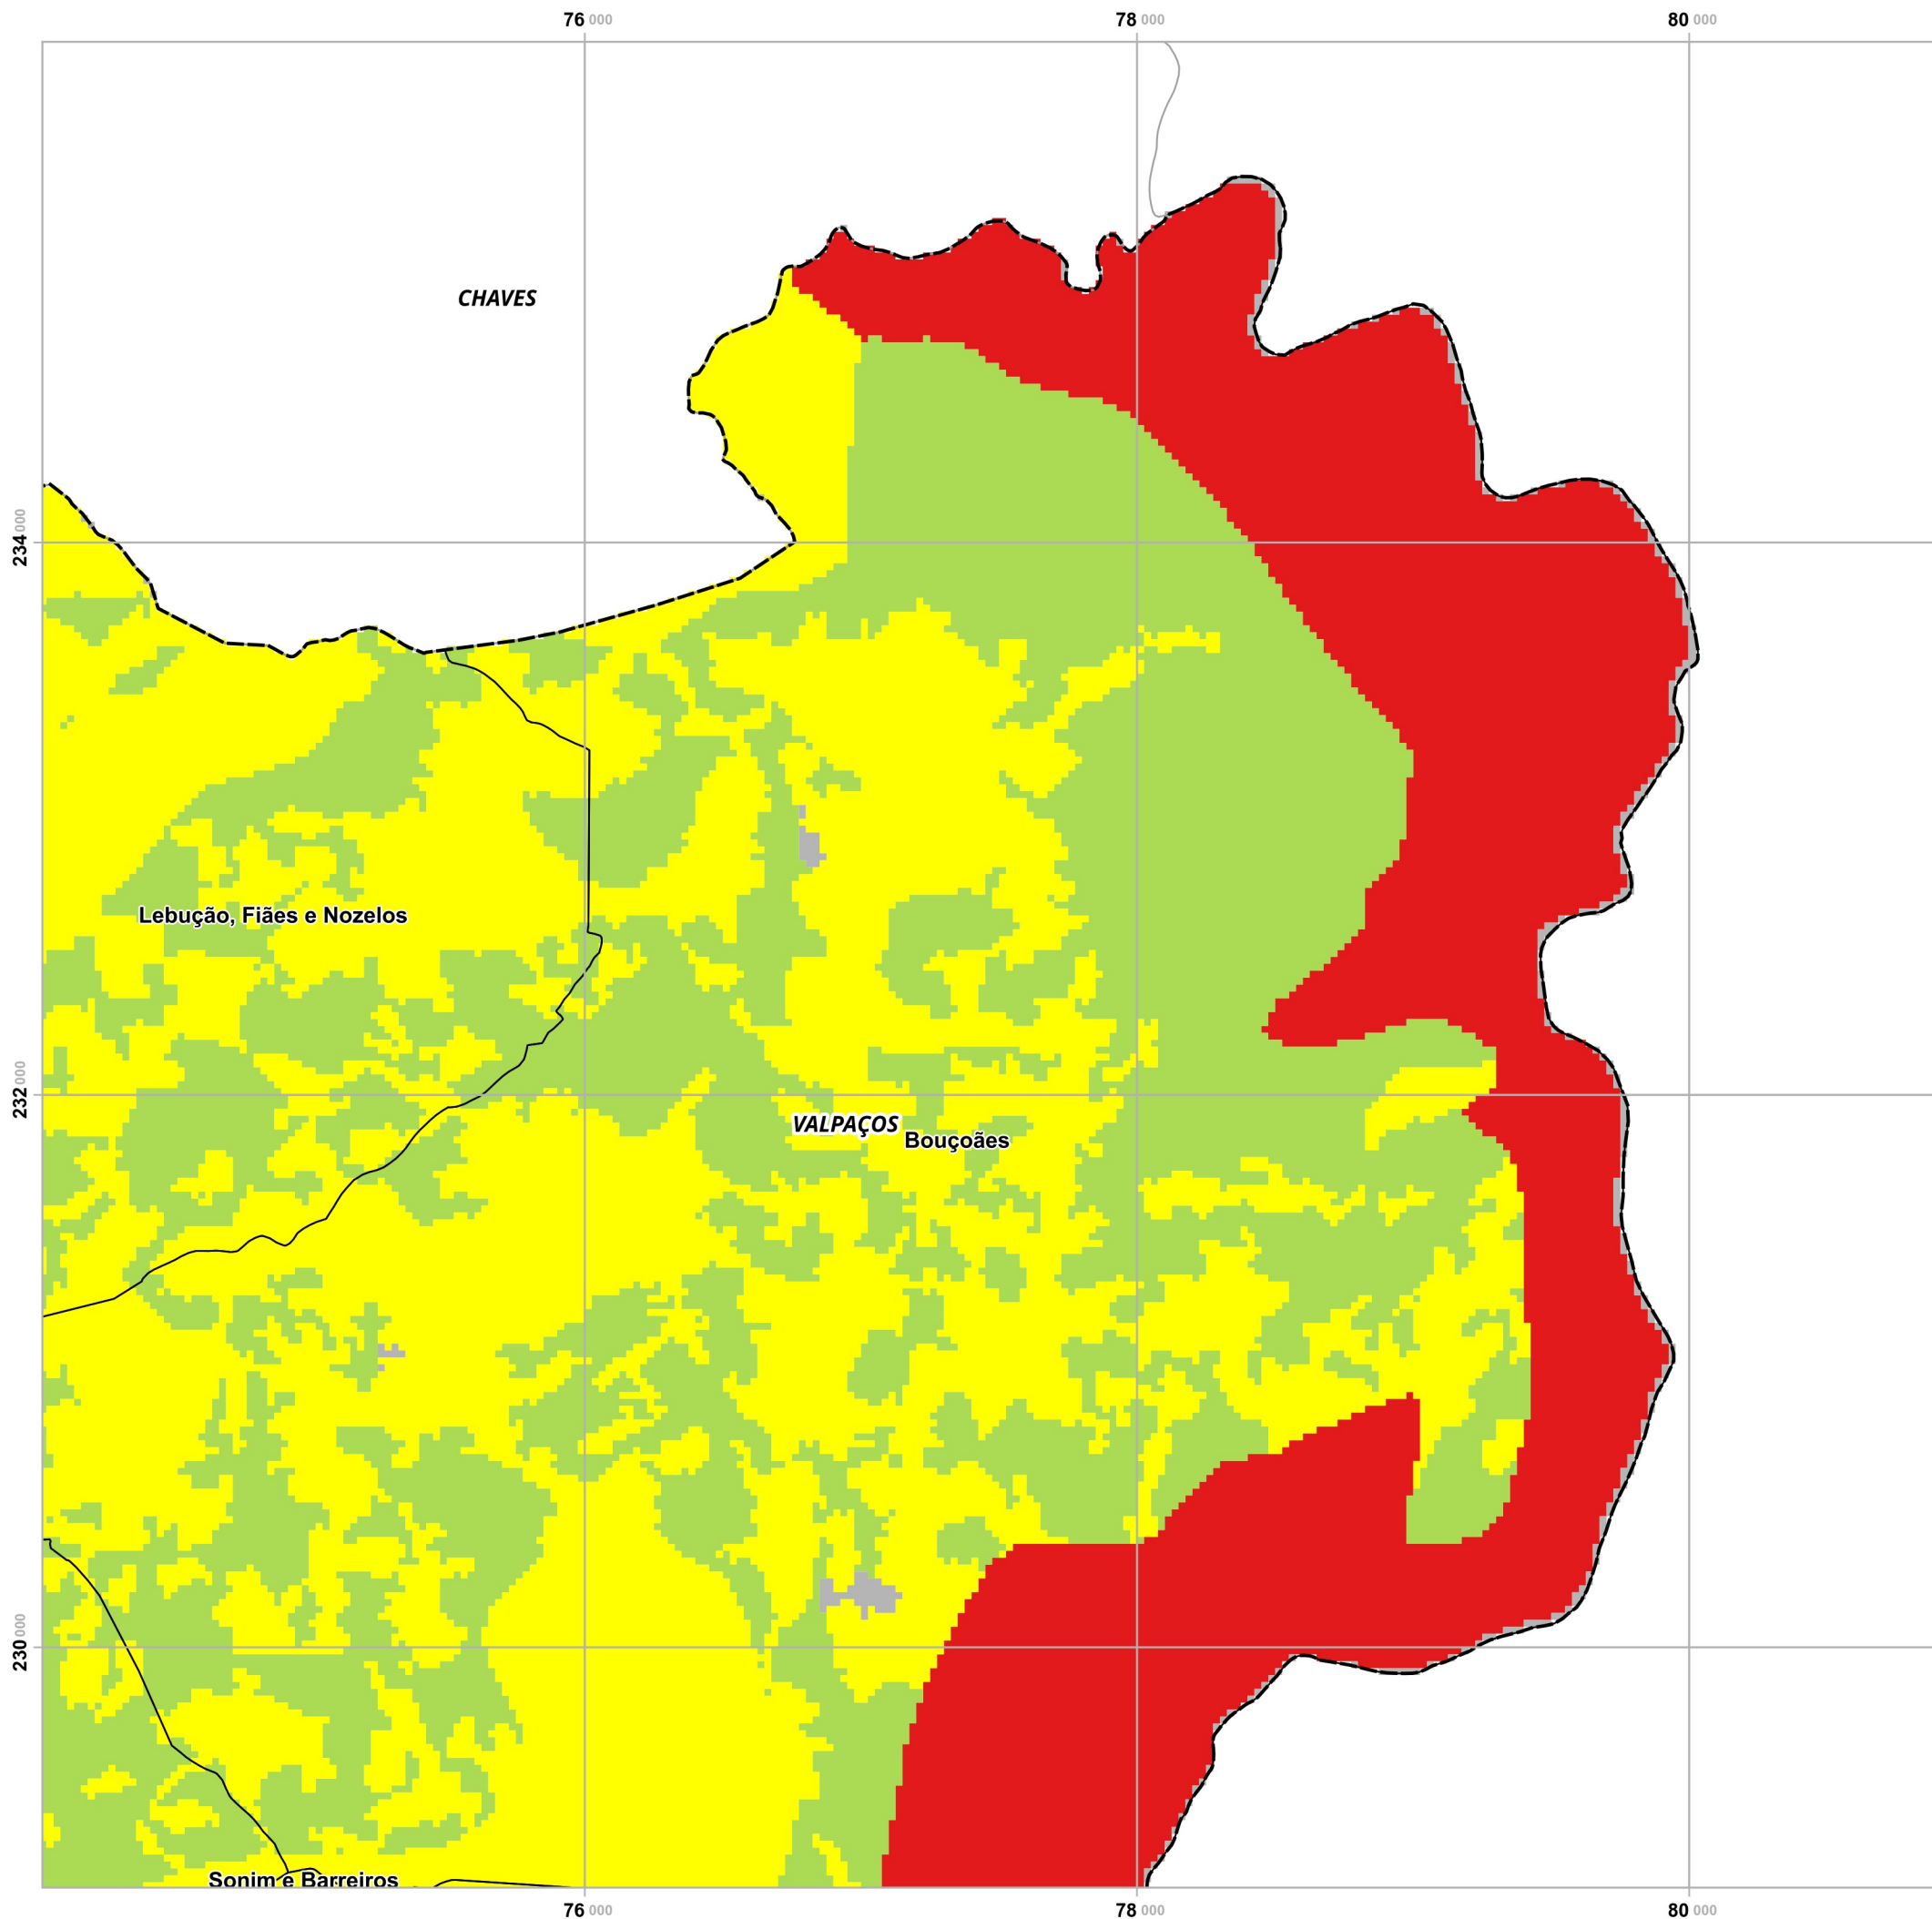 76 000 78 000 80 000
CHAVES
234 000
Lebução, Fiães e Nozelos
232 000
VALPAÇOS
Bouçoães
230 000
Sonim e Barreiros
76 000 78 000 80 000